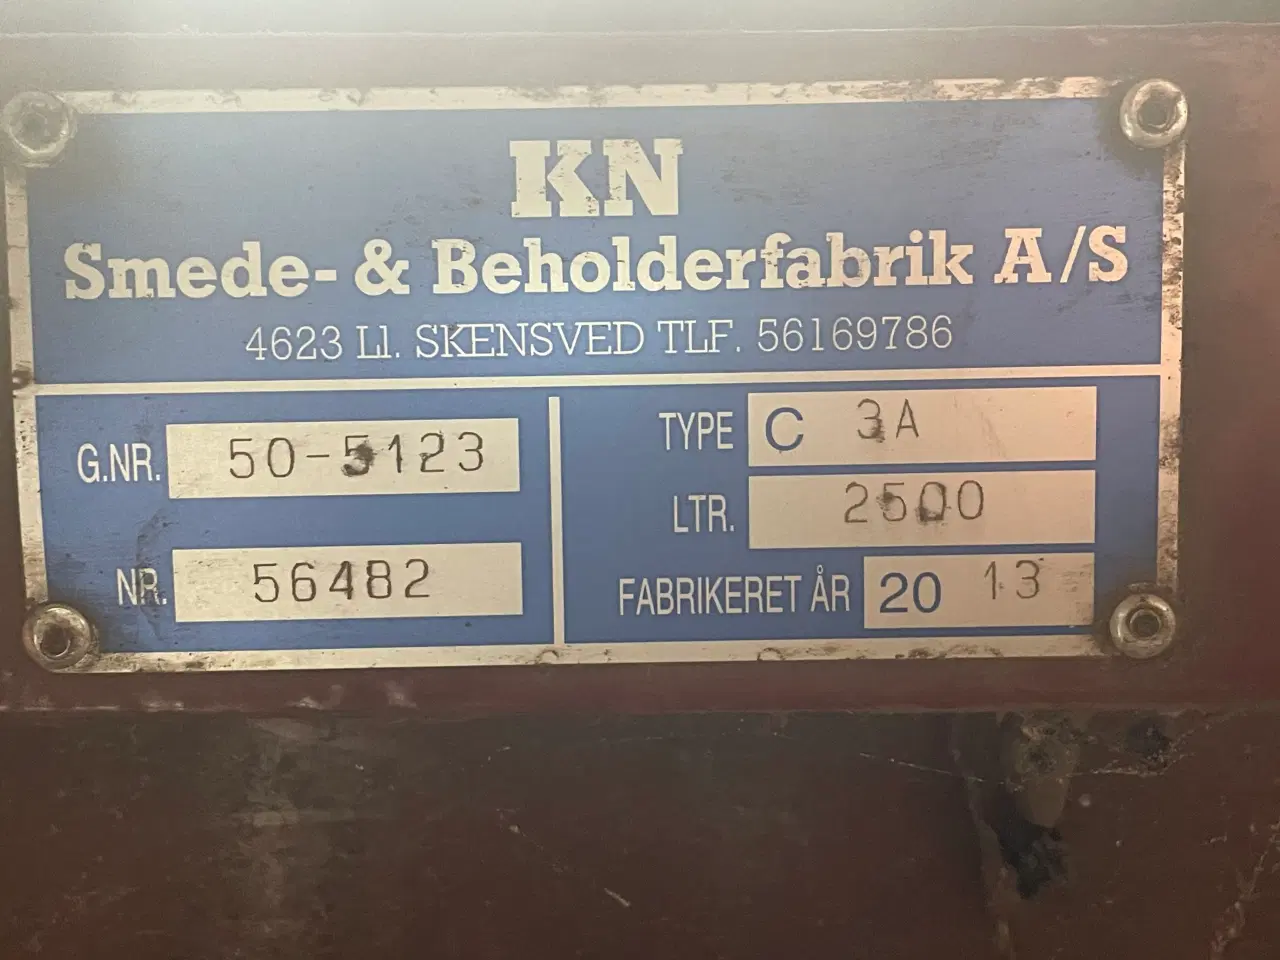 KN
Smede- & Beholderfabrik A/S
4623 Ll. SKENSVED TLF. 56169786
G.NR. 50-5123
NR. 56482
TYPE C 3A
LTR. 2500
FABRIKERET ÅR 20 13